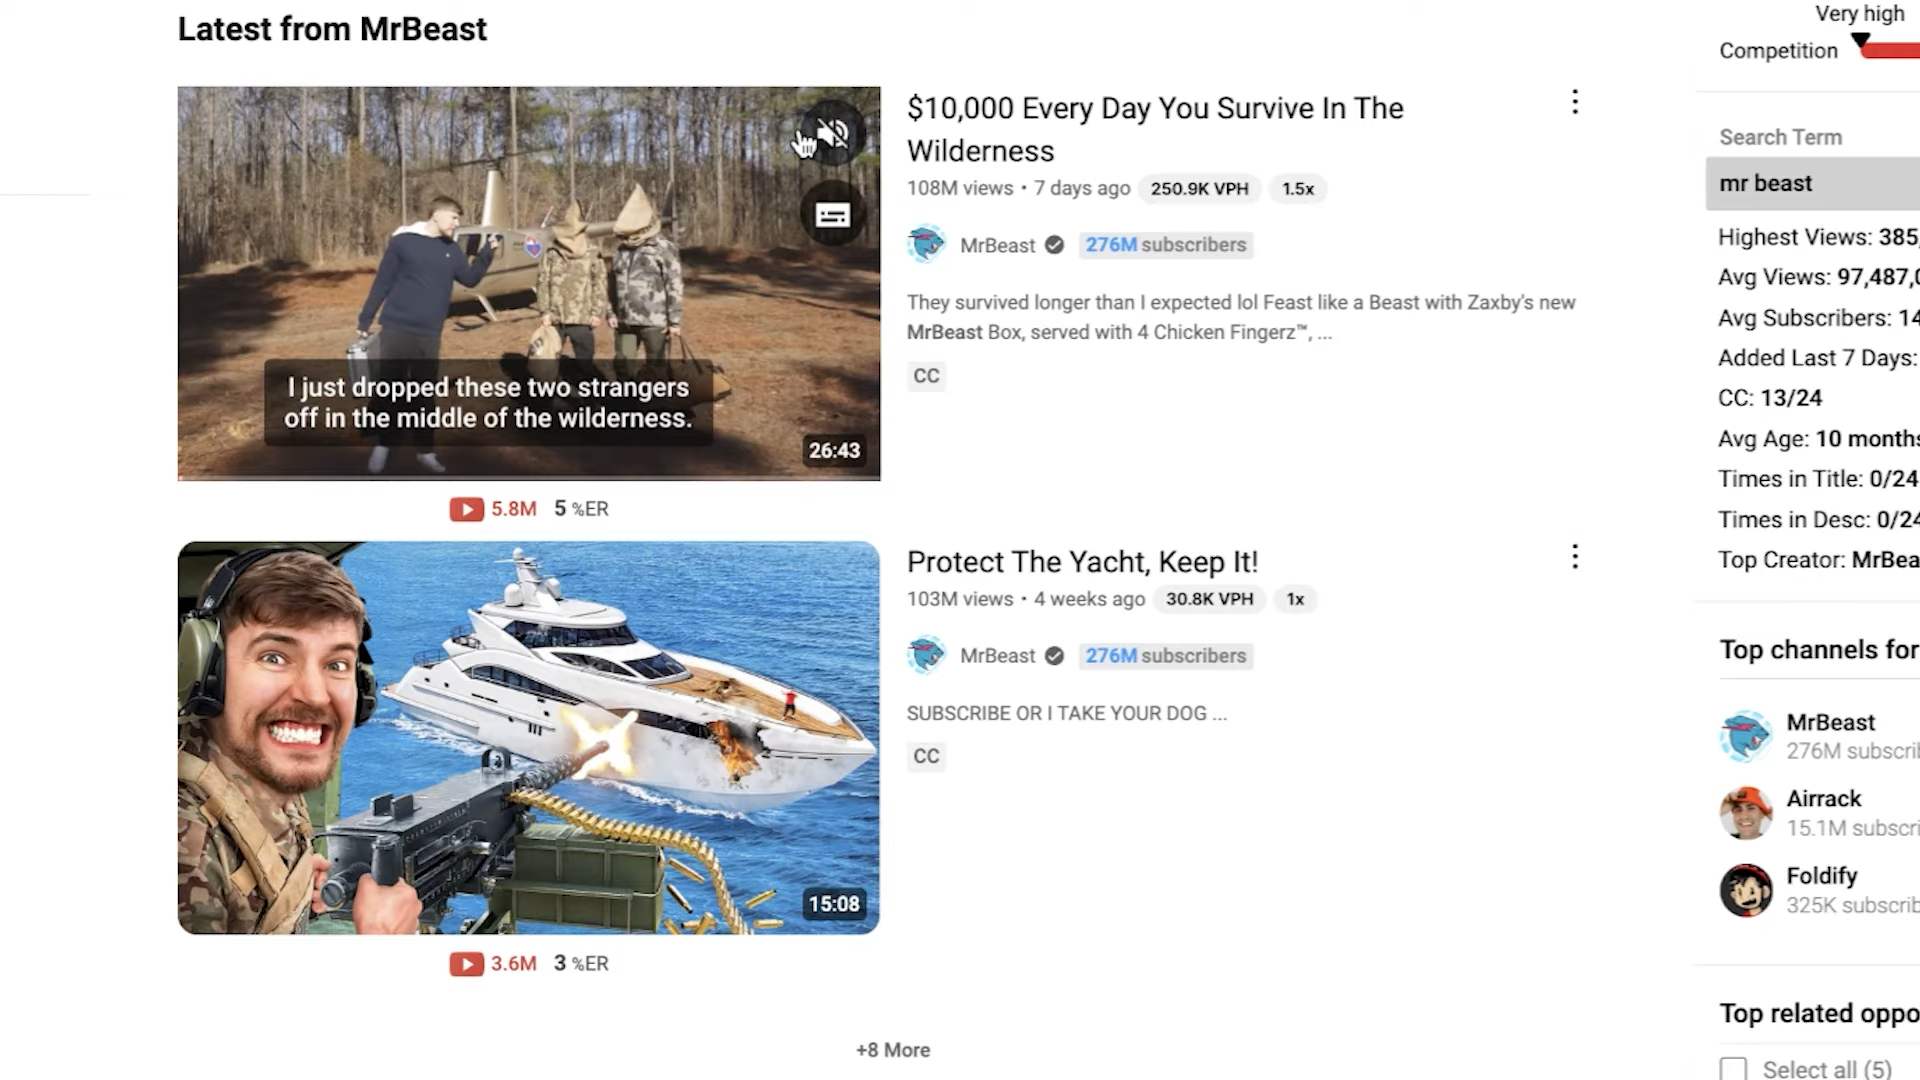 Latest from MrBeast
$10,000 Every Day You Survive In The
Wilderness
108M views • 7 days ago 250.9K VPH 1.5x
MrBeast 276M subscribers
They survived longer than I expected lol Feast like a Beast with Zaxby's new
MrBeast Box, served with 4 Chicken Fingerz™, ...
CC
I just dropped these two strangers
off in the middle of the wilderness.
26:43
5.8M 5 %ER
Protect The Yacht, Keep It!
103M views • 4 weeks ago 30.8K VPH 1x
MrBeast 276M subscribers
SUBSCRIBE OR I TAKE YOUR DOG ...
CC
15:08
3.6M 3 %ER
+8 More
Very high
Competition
Search Term
mr beast
Highest Views: 385,
Avg Views: 97,487,
Avg Subscribers: 14
Added Last 7 Days:
CC: 13/24
Avg Age: 10 months
Times in Title: 0/24
Times in Desc: 0/24
Top Creator: MrBea
Top channels for
MrBeast
276M subscrib
Airrack
15.1M subscri
Foldify
325K subscrib
Top related oppo
Select all (5)